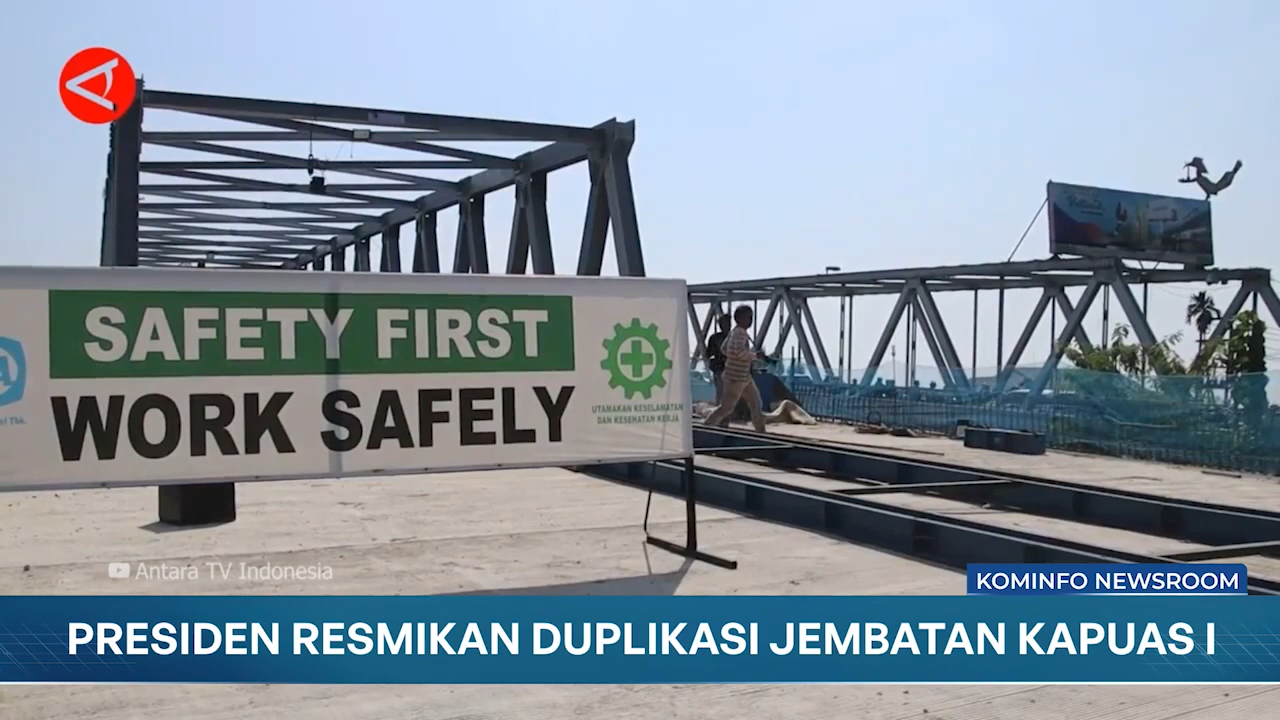 SAFETY FIRST
WORK SAFELY
UTAMAKAN KESELAMATAN
DAN KESEHATAN KERJA
Tbk.
Antara TV Indonesia
KOMINFO NEWSROOM
PRESIDEN RESMIKAN DUPLIKASI JEMBATAN KAPUAS I